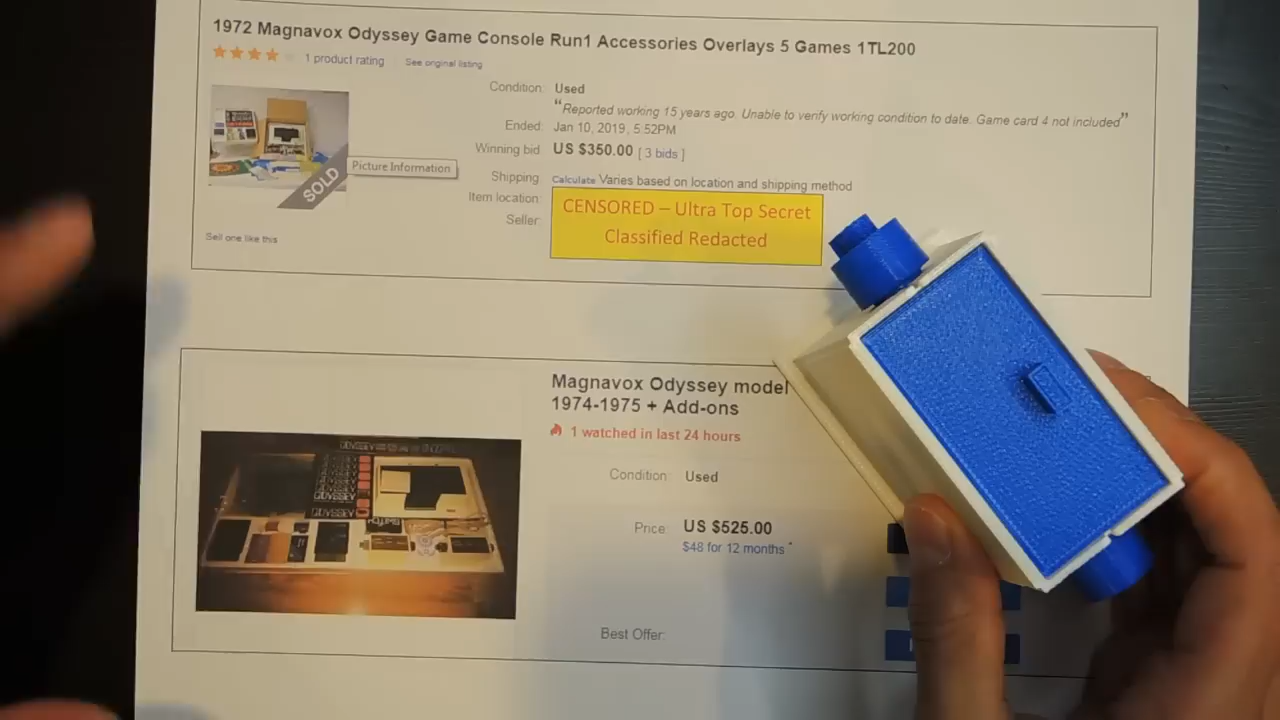 1972 Magnavox Odyssey Game Console Run1 Accessories Overlays 5 Games 1TL200
1 product rating See original listing
Condition: Used
"Reported working 15 years ago. Unable to verify working condition to date. Game card 4 not included"
Ended: Jan 10, 2019, 5:52PM
Winning bid: US $350.00 [ 3 bids ]
Picture Information
SOLD
Shipping: Calculate Varies based on location and shipping method
Item location:
Seller:
CENSORED – Ultra Top Secret
Classified Redacted
Sell one like this
Magnavox Odyssey model
1974-1975 + Add-ons
1 watched in last 24 hours
Condition: Used
Price: US $525.00
$48 for 12 months *
Best Offer:
ODYSSEY
ODYSSEY